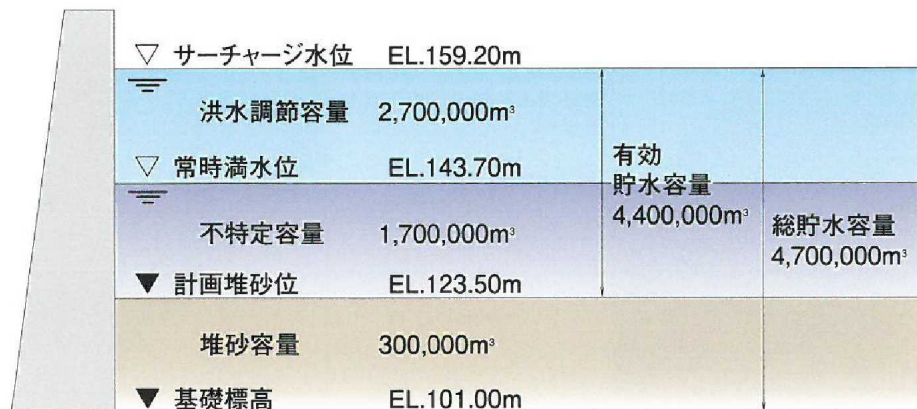 ▽ サーチャージ水位 EL.159.20m
洪水調節容量 2,700,000m³
▽ 常時満水位 EL.143.70m
有効
貯水容量
4,400,000m³
不特定容量 1,700,000m³
総貯水容量
4,700,000m³
▼ 計画堆砂位 EL.123.50m
堆砂容量 300,000m³
▼ 基礎標高 EL.101.00m